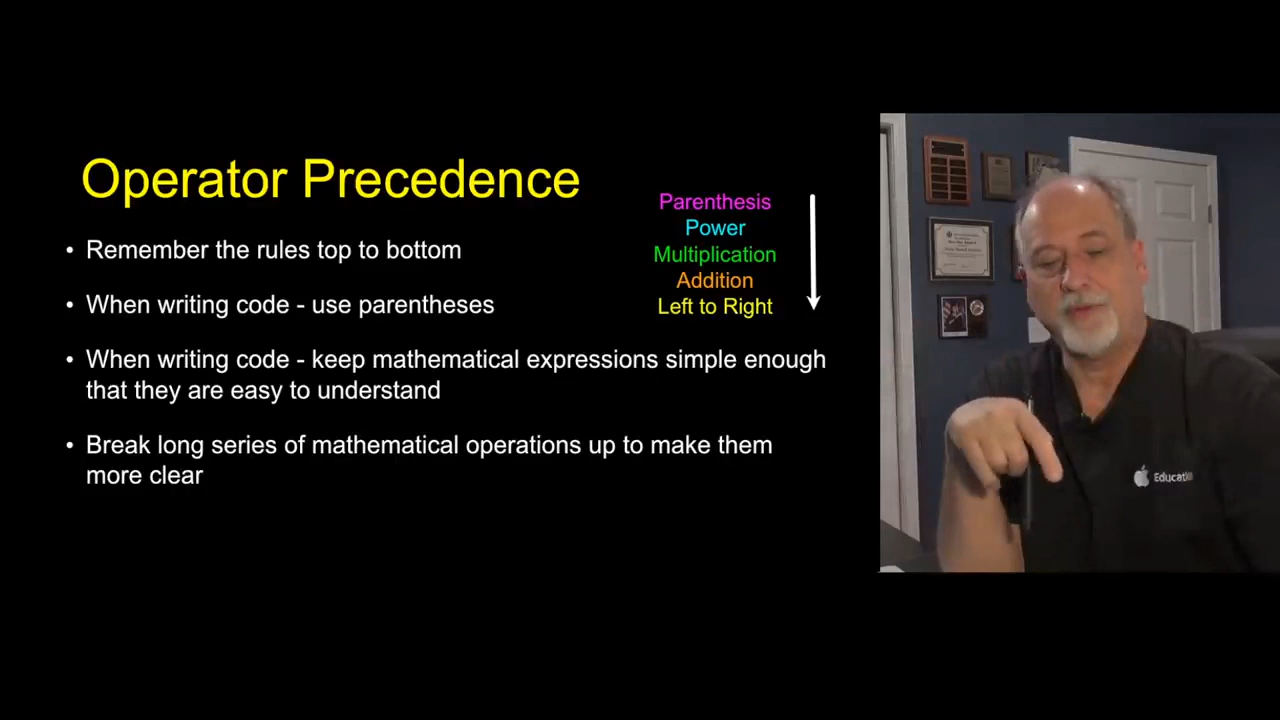 Operator Precedence
Parenthesis
Power
Multiplication
Addition
Left to Right
• Remember the rules top to bottom
• When writing code - use parentheses
• When writing code - keep mathematical expressions simple enough
that they are easy to understand
• Break long series of mathematical operations up to make them
more clear